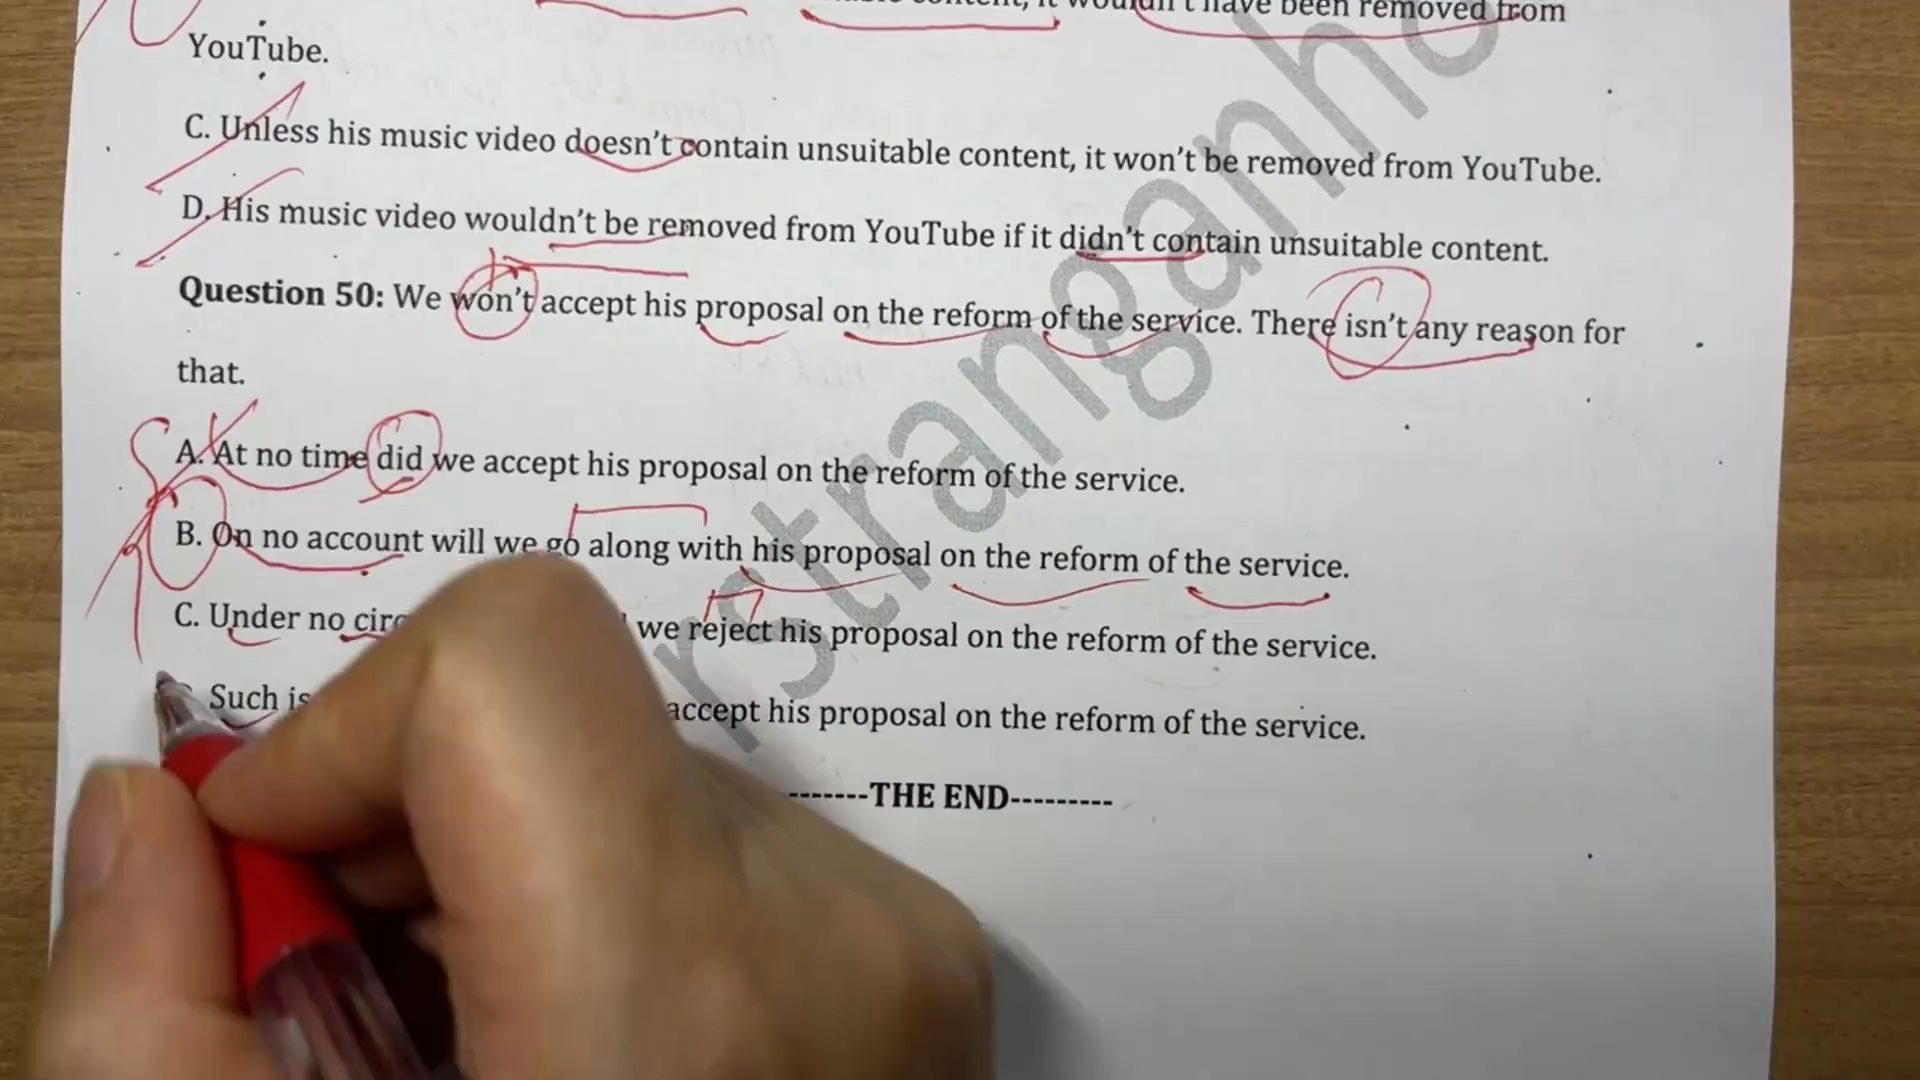 have been removed from
YouTube.
C. Unless his music video doesn't contain unsuitable content, it won't be removed from YouTube.
D. His music video wouldn't be removed from YouTube if it didn't contain unsuitable content.
Question 50: We won't accept his proposal on the reform of the service. There isn't any reason for
that.
A. At no time did we accept his proposal on the reform of the service.
B. On no account will we go along with his proposal on the reform of the service.
C. Under no we reject his proposal on the reform of the service.
Such is accept his proposal on the reform of the service.
-------THE END---------